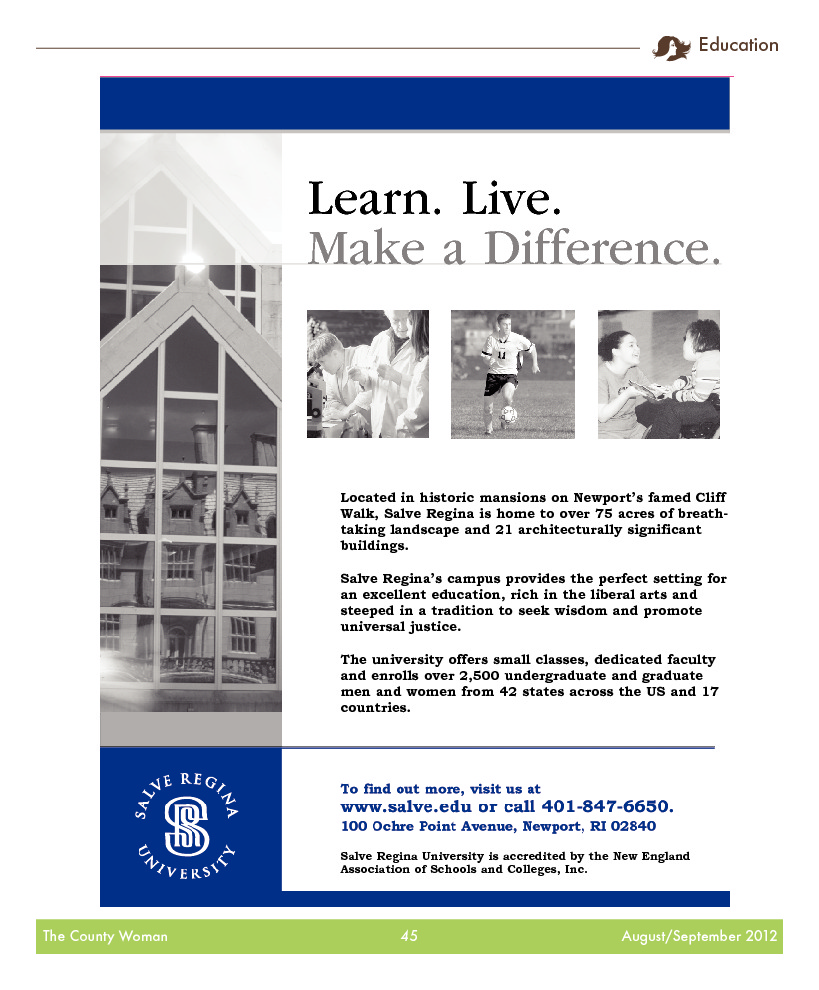 Education
Learn. Live.
Make a Difference.
11
Located in historic mansions on Newport's famed Cliff
Walk, Salve Regina is home to over 75 acres of breath-
taking landscape and 21 architecturally significant
buildings.
Salve Regina's campus provides the perfect setting for
an excellent education, rich in the liberal arts and
steeped in a tradition to seek wisdom and promote
universal justice.
The university offers small classes, dedicated faculty
and enrolls over 2,500 undergraduate and graduate
men and women from 42 states across the US and 17
countries.
SALVE REGINA
UNIVERSITY
To find out more, visit us at
www.salve.edu or call 401-847-6650.
100 Ochre Point Avenue, Newport, RI 02840
Salve Regina University is accredited by the New England
Association of Schools and Colleges, Inc.
The County Woman 45 August/September 2012